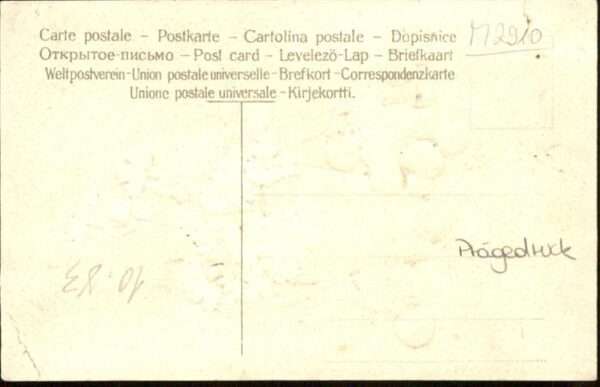 Carte postale – Postkarte – Cartolina postale – Dopisnice
Открытое-письмо – Post card – Levelezö-Lap – Briefkaart
Weltpostverein-Union postale universelle-Brefkort-Correspondenzkarte
Unione postale universale – Kirjekortti.
M2910
Prägedruck
10.83